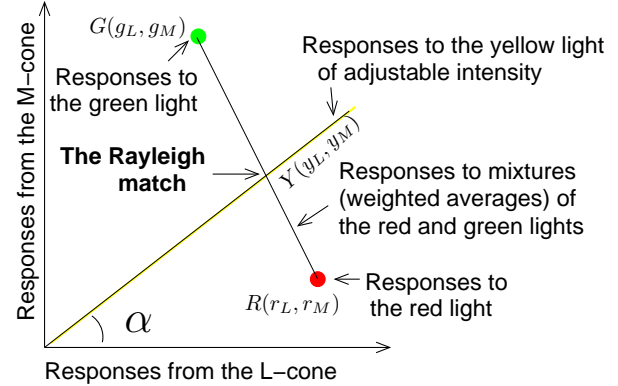 G(g_L, g_M)
Responses to
the green light
Responses to the yellow light
of adjustable intensity
The Rayleigh
match
Y(y_L, y_M)
Responses to mixtures
(weighted averages) of
the red and green lights
R(r_L, r_M)
Responses to
the red light
α
Responses from the M−cone
Responses from the L−cone